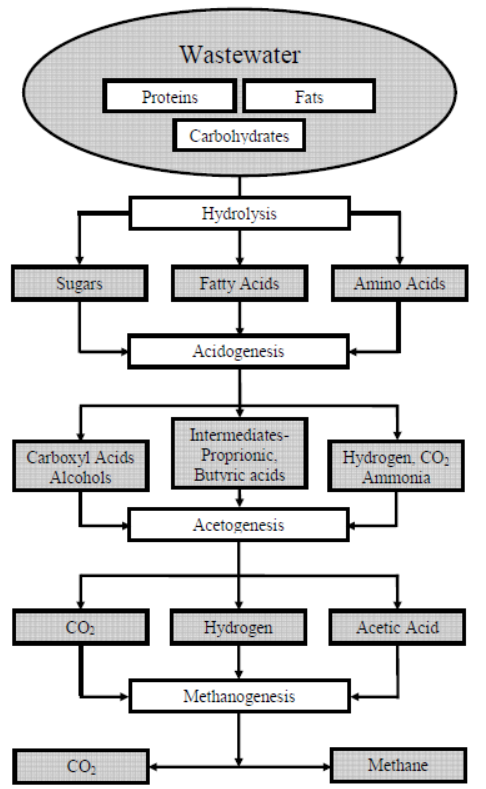 Wastewater
Proteins
Fats
Carbohydrates
Hydrolysis
Sugars
Fatty Acids
Amino Acids
Acidogenesis
Carboxyl Acids
Alcohols
Intermediates-
Proprionic,
Butyric acids
Hydrogen, CO₂
Ammonia
Acetogenesis
CO₂
Hydrogen
Acetic Acid
Methanogenesis
CO₂
Methane